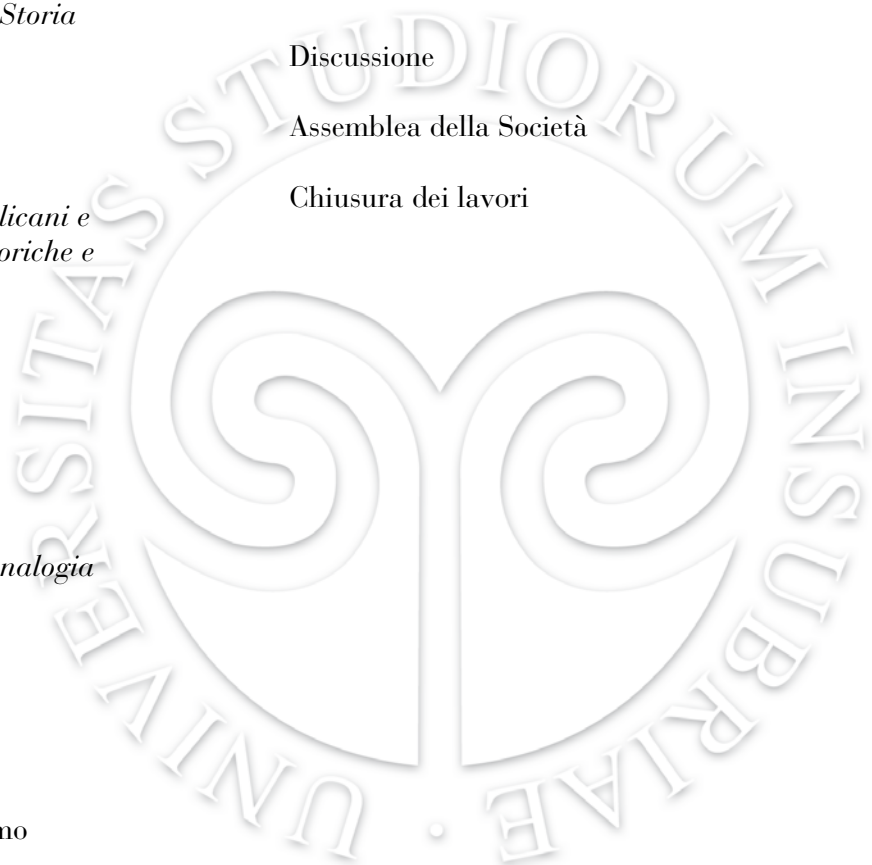 Storia
licani e
oriche e
nalogia
no
Discussione
Assemblea della Società
Chiusura dei lavori
UNIVERSITAS STUDIORUM INSUBRIAE